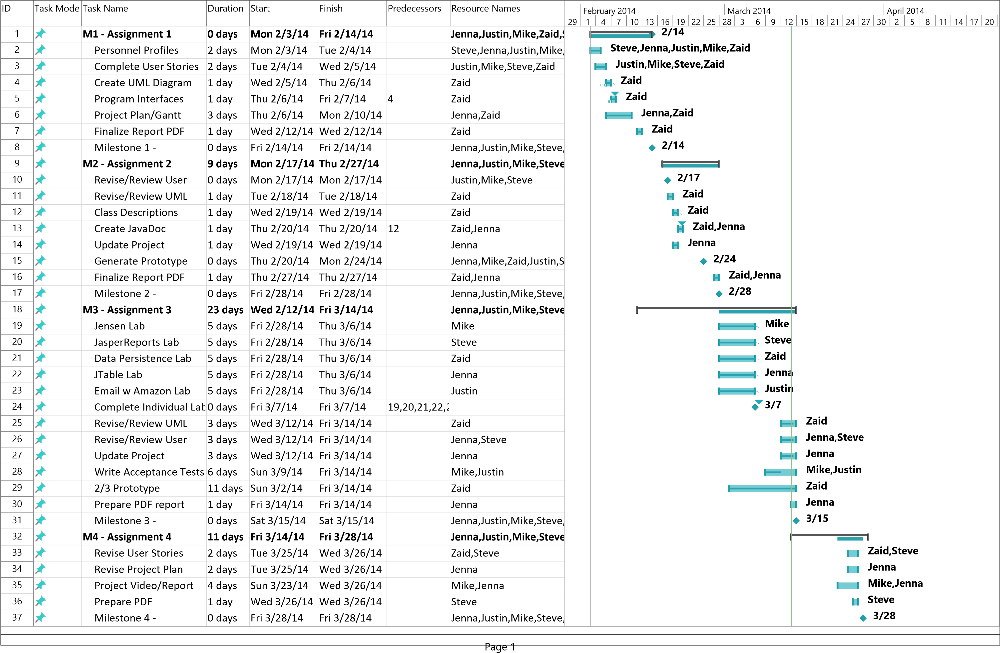 ID Task Mode Task Name Duration Start Finish Predecessors Resource Names
February 2014 March 2014 April 2014
29 1 4 7 10 13 16 19 22 25 28 3 6 9 12 15 18 21 24 27 30 2 5 8 11 14 17 20
1 M1 - Assignment 1 0 days Mon 2/3/14 Fri 2/14/14 Jenna,Justin,Mike,Zaid, 2/14
2 Personnel Profiles 2 days Mon 2/3/14 Tue 2/4/14 Steve,Jenna,Justin,Mike, Steve,Jenna,Justin,Mike,Zaid
3 Complete User Stories 2 days Tue 2/4/14 Wed 2/5/14 Justin,Mike,Steve,Zaid Justin,Mike,Steve,Zaid
4 Create UML Diagram 1 day Wed 2/5/14 Thu 2/6/14 Zaid Zaid
5 Program Interfaces 1 day Thu 2/6/14 Fri 2/7/14 4 Zaid Zaid
6 Project Plan/Gantt 3 days Thu 2/6/14 Mon 2/10/14 Jenna,Zaid Jenna,Zaid
7 Finalize Report PDF 1 day Wed 2/12/14 Wed 2/12/14 Zaid Zaid
8 Milestone 1 - 0 days Fri 2/14/14 Fri 2/14/14 Jenna,Justin,Mike,Steve, 2/14
9 M2 - Assignment 2 9 days Mon 2/17/14 Thu 2/27/14 Jenna,Justin,Mike,Steve
10 Revise/Review User 0 days Mon 2/17/14 Mon 2/17/14 Justin,Mike,Steve 2/17
11 Revise/Review UML 1 day Tue 2/18/14 Tue 2/18/14 Zaid Zaid
12 Class Descriptions 1 day Wed 2/19/14 Wed 2/19/14 Zaid Zaid
13 Create JavaDoc 1 day Thu 2/20/14 Thu 2/20/14 12 Zaid,Jenna Zaid,Jenna
14 Update Project 1 day Wed 2/19/14 Wed 2/19/14 Jenna Jenna
15 Generate Prototype 0 days Thu 2/20/14 Mon 2/24/14 Jenna,Mike,Zaid,Justin,S 2/24
16 Finalize Report PDF 1 day Thu 2/27/14 Thu 2/27/14 Zaid,Jenna Zaid,Jenna
17 Milestone 2 - 0 days Fri 2/28/14 Fri 2/28/14 Jenna,Justin,Mike,Steve, 2/28
18 M3 - Assignment 3 23 days Wed 2/12/14 Fri 3/14/14 Jenna,Justin,Mike,Steve
19 Jensen Lab 5 days Fri 2/28/14 Thu 3/6/14 Mike Mike
20 JasperReports Lab 5 days Fri 2/28/14 Thu 3/6/14 Steve Steve
21 Data Persistence Lab 5 days Fri 2/28/14 Thu 3/6/14 Zaid Zaid
22 JTable Lab 5 days Fri 2/28/14 Thu 3/6/14 Jenna Jenna
23 Email w Amazon Lab 5 days Fri 2/28/14 Thu 3/6/14 Justin Justin
24 Complete Individual Lab 0 days Fri 3/7/14 Fri 3/7/14 19,20,21,22,2 3/7
25 Revise/Review UML 3 days Wed 3/12/14 Fri 3/14/14 Zaid Zaid
26 Revise/Review User 3 days Wed 3/12/14 Fri 3/14/14 Jenna,Steve Jenna,Steve
27 Update Project 3 days Wed 3/12/14 Fri 3/14/14 Jenna Jenna
28 Write Acceptance Tests 6 days Sun 3/9/14 Fri 3/14/14 Mike,Justin Mike,Justin
29 2/3 Prototype 11 days Sun 3/2/14 Fri 3/14/14 Zaid Zaid
30 Prepare PDF report 1 day Fri 3/14/14 Fri 3/14/14 Jenna Jenna
31 Milestone 3 - 0 days Sat 3/15/14 Sat 3/15/14 Jenna,Justin,Mike,Steve, 3/15
32 M4 - Assignment 4 11 days Fri 3/14/14 Fri 3/28/14 Jenna,Justin,Mike,Steve
33 Revise User Stories 2 days Tue 3/25/14 Wed 3/26/14 Zaid,Steve Zaid,Steve
34 Revise Project Plan 2 days Tue 3/25/14 Wed 3/26/14 Jenna Jenna
35 Project Video/Report 4 days Sun 3/23/14 Wed 3/26/14 Mike,Jenna Mike,Jenna
36 Prepare PDF 1 day Wed 3/26/14 Wed 3/26/14 Steve Steve
37 Milestone 4 - 0 days Fri 3/28/14 Fri 3/28/14 Jenna,Justin,Mike,Steve, 3/28
Page 1